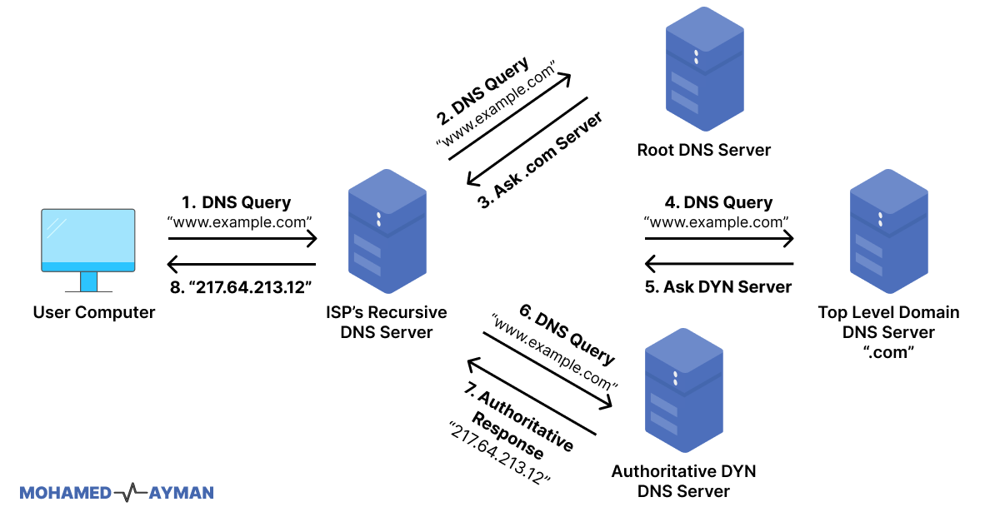 2. DNS Query
“www.example.com”
3. Ask .com Server
Root DNS Server
1. DNS Query
“www.example.com”
8. “217.64.213.12”
User Computer
ISP’s Recursive
DNS Server
4. DNS Query
“www.example.com”
5. Ask DYN Server
Top Level Domain
DNS Server
“.com”
6. DNS Query
“www.example.com”
7. Authoritative
Response
“217.64.213.12”
Authoritative DYN
DNS Server
MOHAMED AYMAN